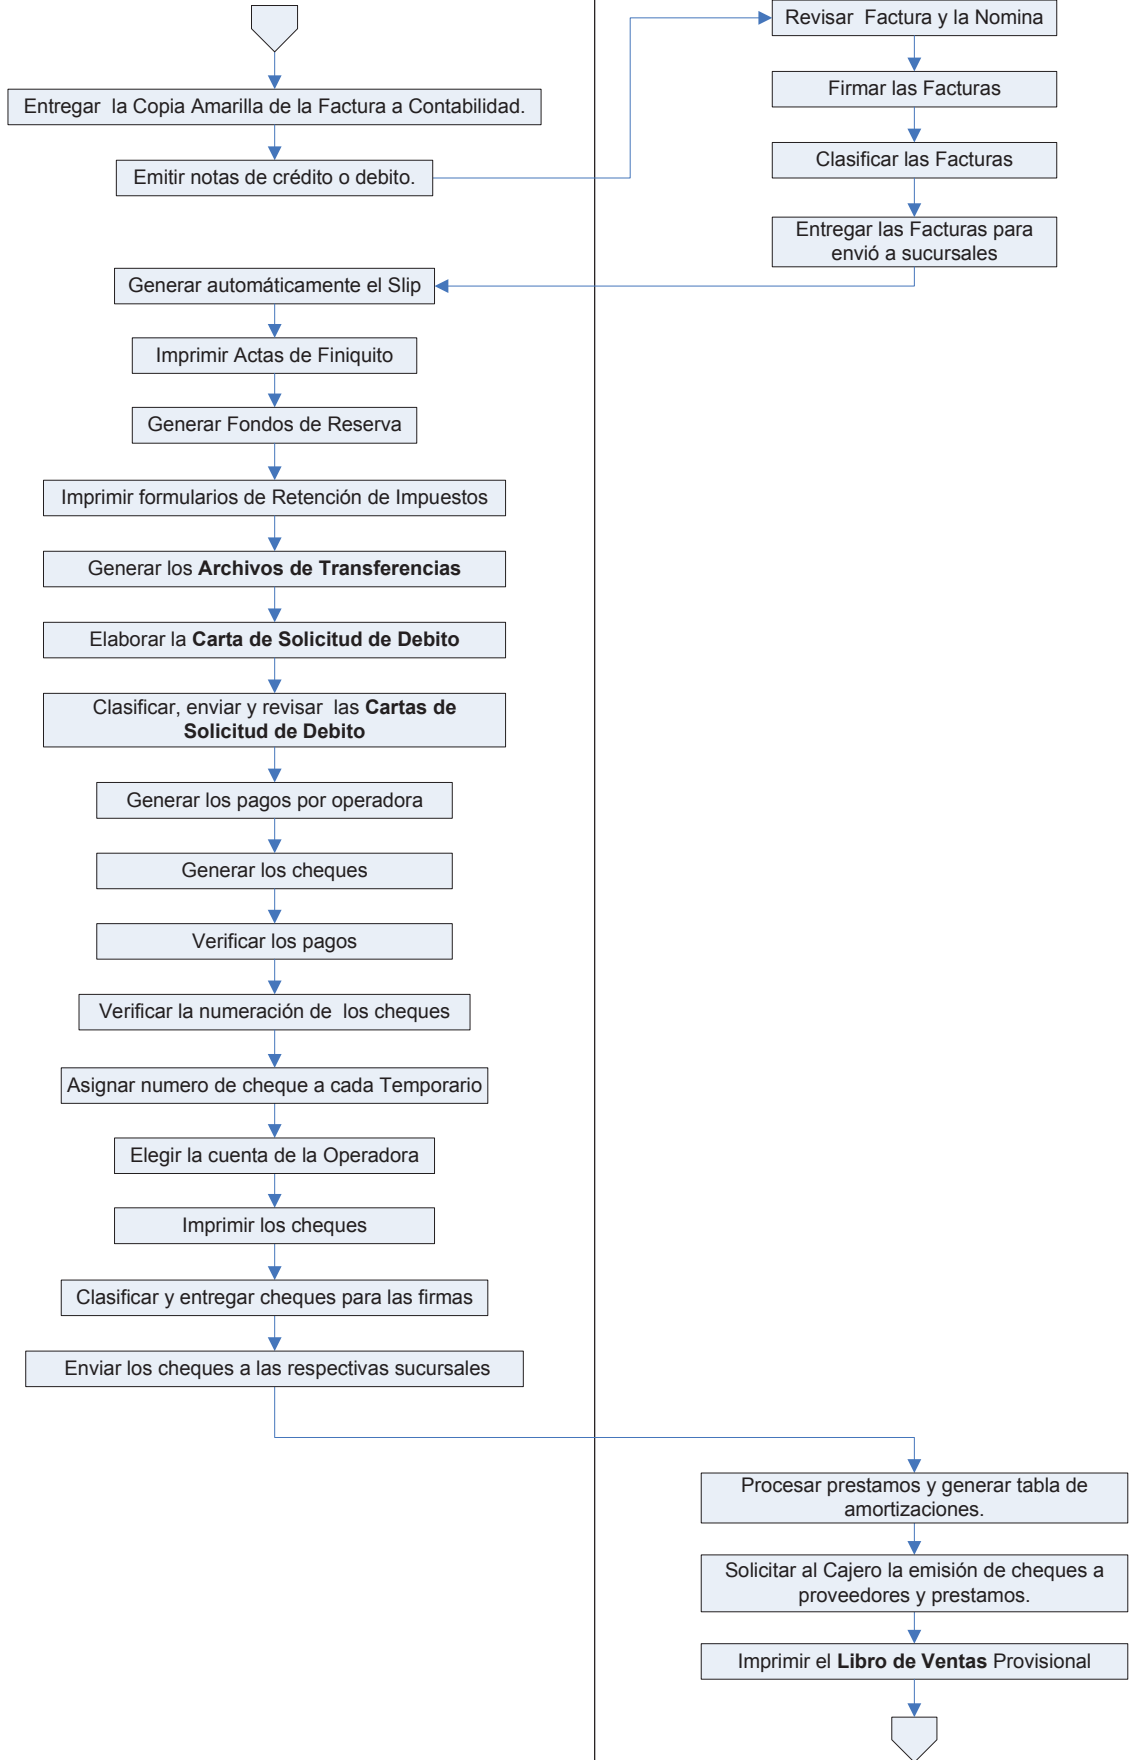 Entregar la Copia Amarilla de la Factura a Contabilidad.
Emitir notas de crédito o debito.
Revisar Factura y la Nomina
Firmar las Facturas
Clasificar las Facturas
Entregar las Facturas para
envió a sucursales
Generar automáticamente el Slip
Imprimir Actas de Finiquito
Generar Fondos de Reserva
Imprimir formularios de Retención de Impuestos
Generar los Archivos de Transferencias
Elaborar la Carta de Solicitud de Debito
Clasificar, enviar y revisar las Cartas de
Solicitud de Debito
Generar los pagos por operadora
Generar los cheques
Verificar los pagos
Verificar la numeración de los cheques
Asignar numero de cheque a cada Temporario
Elegir la cuenta de la Operadora
Imprimir los cheques
Clasificar y entregar cheques para las firmas
Enviar los cheques a las respectivas sucursales
Procesar prestamos y generar tabla de
amortizaciones.
Solicitar al Cajero la emisión de cheques a
proveedores y prestamos.
Imprimir el Libro de Ventas Provisional